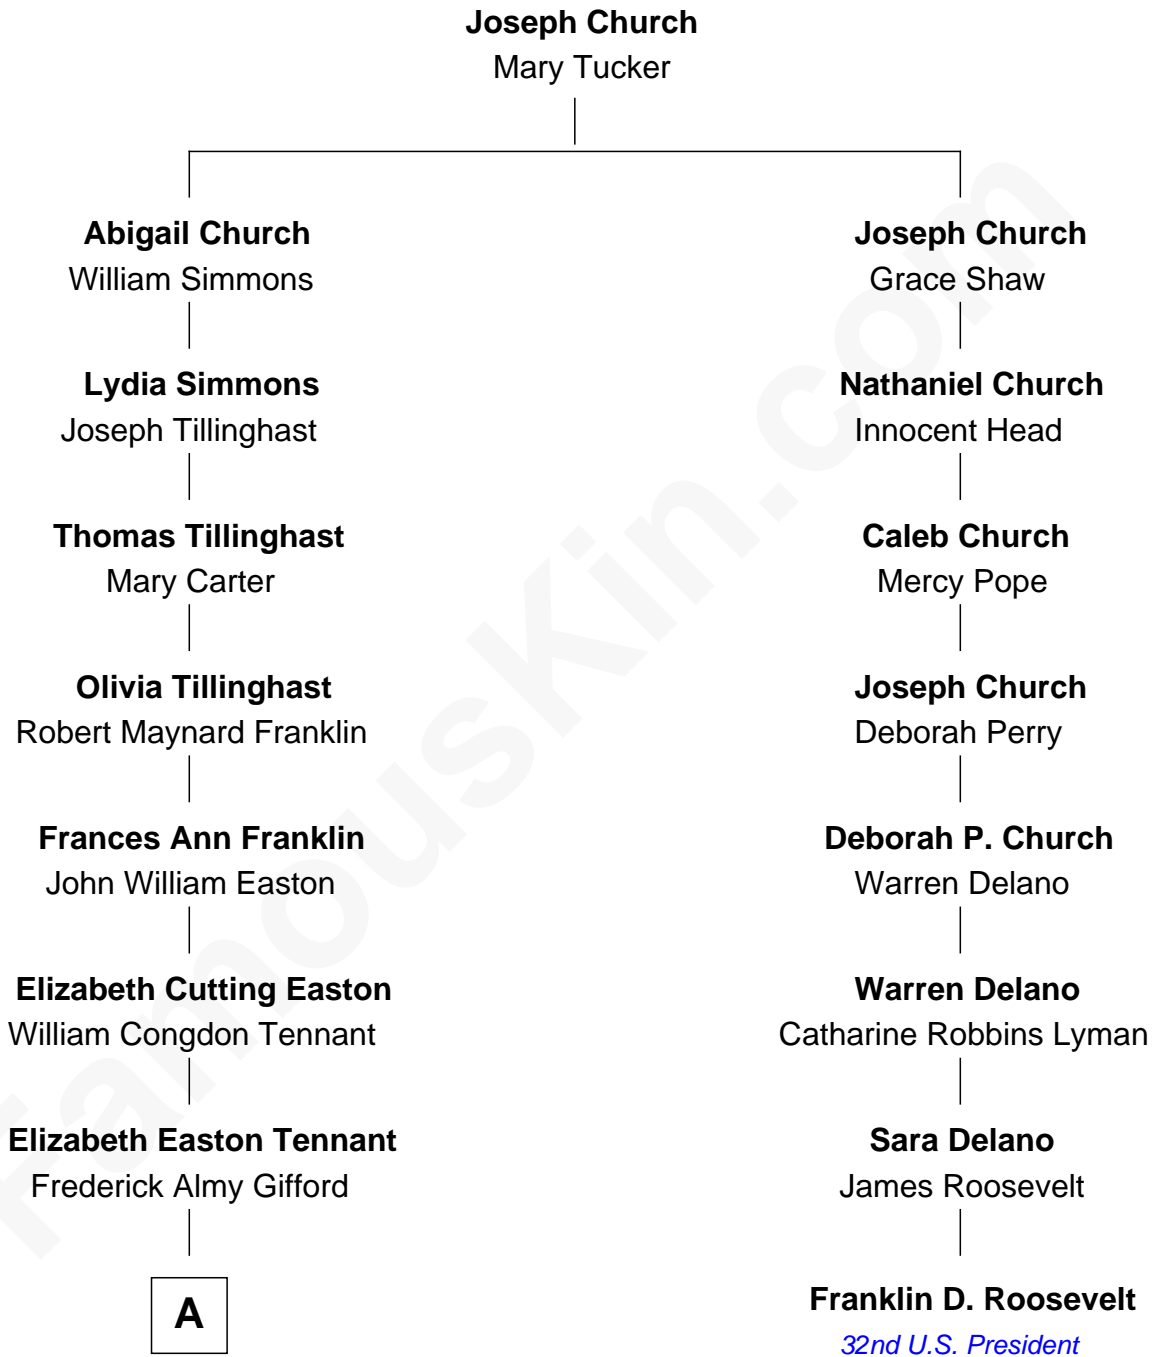 Joseph Church
Mary Tucker
Abigail Church
William Simmons
Joseph Church
Grace Shaw
Lydia Simmons
Joseph Tillinghast
Nathaniel Church
Innocent Head
Thomas Tillinghast
Mary Carter
Caleb Church
Mercy Pope
Olivia Tillinghast
Robert Maynard Franklin
Joseph Church
Deborah Perry
Frances Ann Franklin
John William Easton
Deborah P. Church
Warren Delano
Elizabeth Cutting Easton
William Congdon Tennant
Warren Delano
Catharine Robbins Lyman
Elizabeth Easton Tennant
Frederick Almy Gifford
Sara Delano
James Roosevelt
A
Franklin D. Roosevelt
32nd U.S. President
FamousKin.com